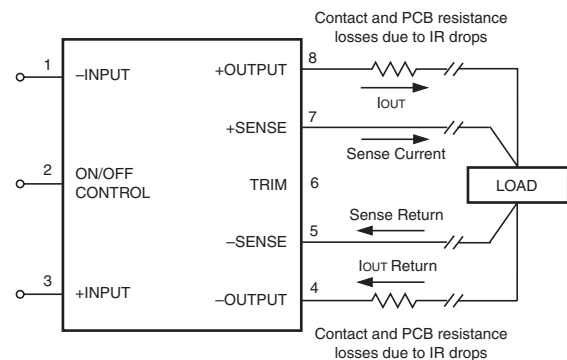 Contact and PCB resistance
losses due to IR drops
1
–INPUT
+OUTPUT
8
IOUT
+SENSE
7
Sense Current
2
ON/OFF
CONTROL
TRIM
6
LOAD
Sense Return
–SENSE
5
IOUT Return
3
+INPUT
–OUTPUT
4
Contact and PCB resistance
losses due to IR drops